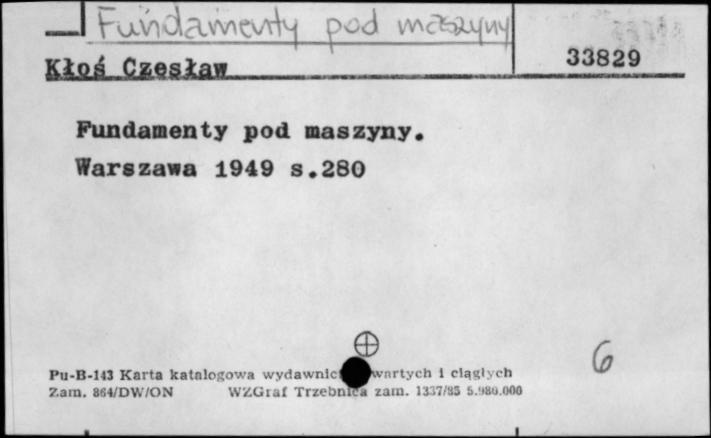 Fundamenty pod maszyny
Kłoś Czesław 33829
Fundamenty pod maszyny.
Warszawa 1949 s.280
6
Pu-B-143 Karta katalogowa wydawnic wartych i ciągłych
Zam. 864/DW/ON WZGraf Trzebnica zam. 1337/85 5.980.000